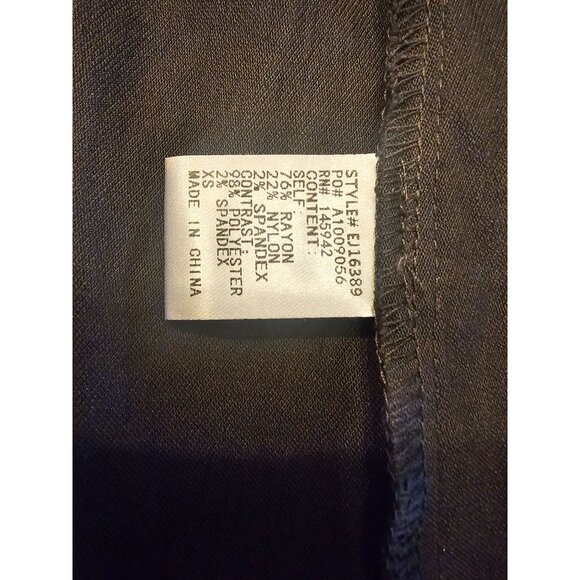 STYLE# EJ16389
PO# A1009056
RN# 145942
CONTENT:
SELF:
76% RAYON
22% NYLON
2% SPANDEX
CONTRAST:
98% POLYESTER
2% SPANDEX
XS
MADE IN CHINA